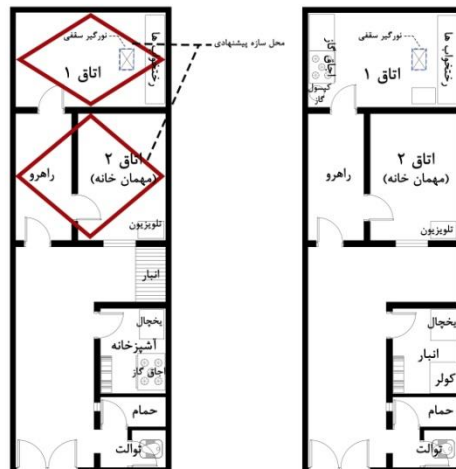 نورگیر سقفی
رختخواب ها
اتاق ۱
محل سازه پیشنهادی
راهرو
اتاق ۲
(مهمان خانه)
تلویزیون
انبار
یخچال
آشپزخانه
اجاق گاز
حمام
توالت
نورگیر سقفی
رختخواب ها
اجاق گاز
اتاق ۱
کپسول
گاز
راهرو
اتاق ۲
(مهمان خانه)
تلویزیون
یخچال
انبار
کولر
حمام
توالت